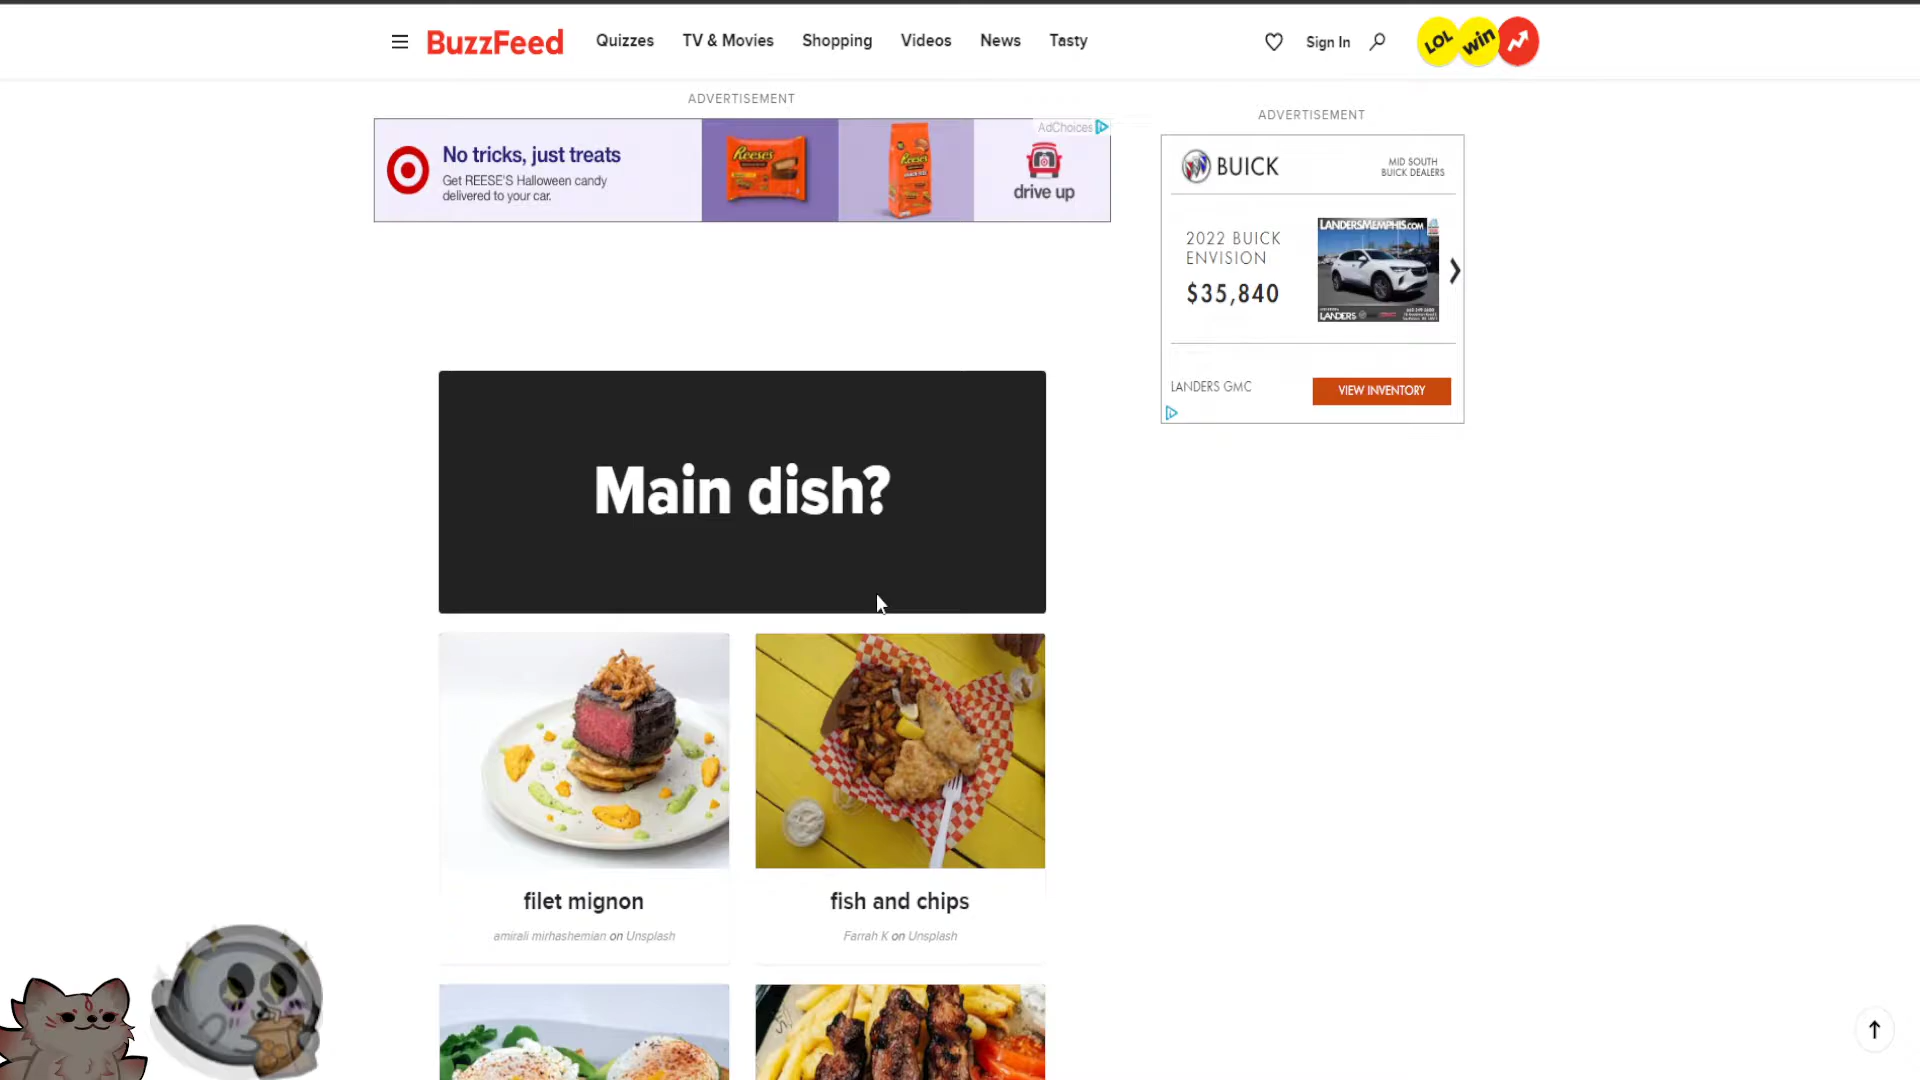 BuzzFeed
Quizzes
TV & Movies
Shopping
Videos
News
Tasty
Sign In
LOL
win
ADVERTISEMENT
AdChoices
No tricks, just treats
Get REESE'S Halloween candy
delivered to your car.
Reese's
Reese's
drive up
ADVERTISEMENT
BUICK
MID SOUTH
BUICK DEALERS
2022 BUICK
ENVISION
$35,840
LANDERSMEMPHIS.COM
LANDERS
LANDERS GMC
VIEW INVENTORY
Main dish?
filet mignon
amirali mirhashemian on Unsplash
fish and chips
Farrah K on Unsplash